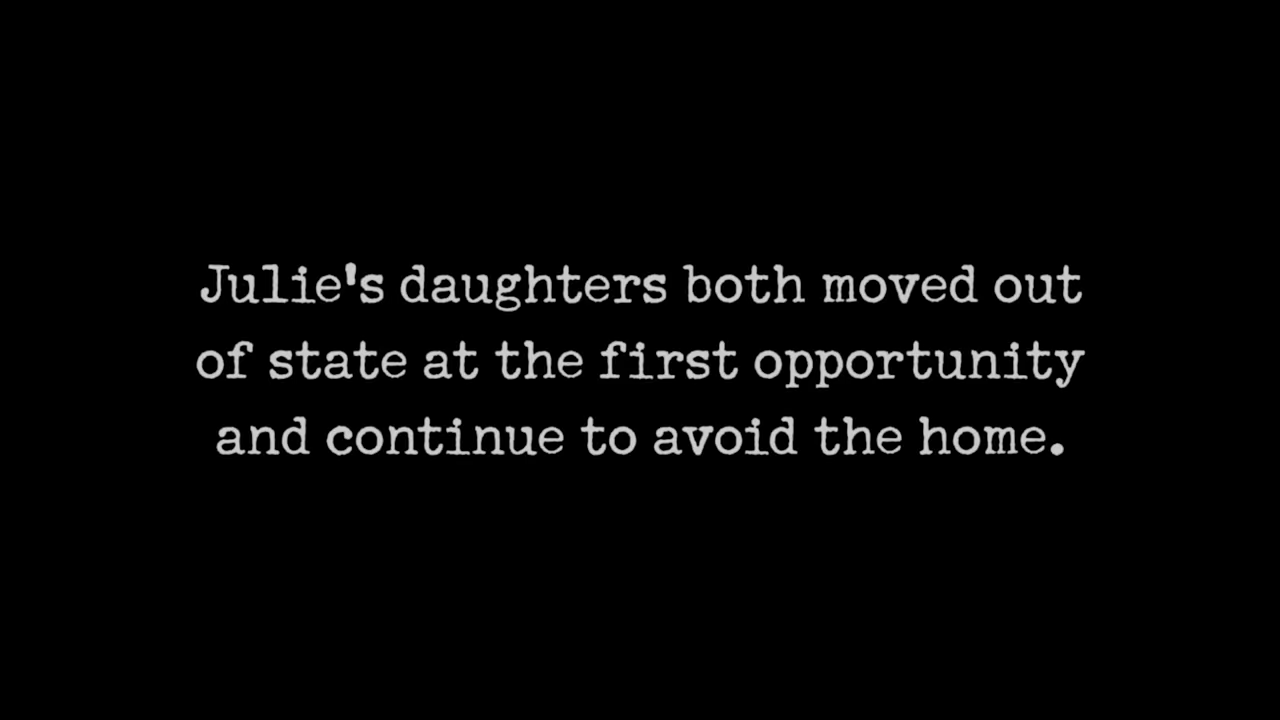 Julie's daughters both moved out
of state at the first opportunity
and continue to avoid the home.